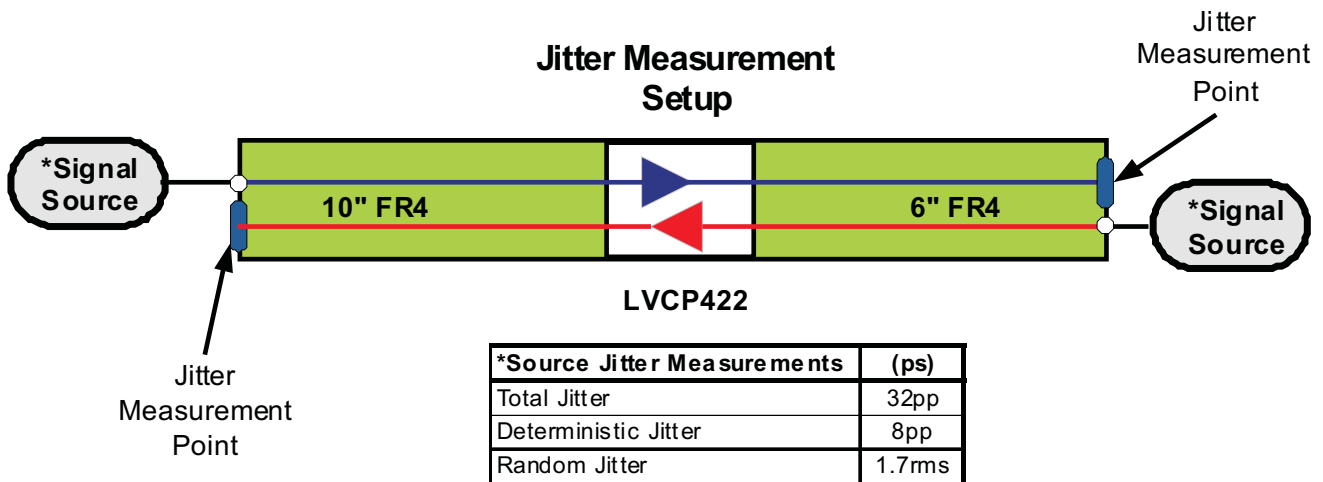 Jitter
Measurement
Point
Jitter Measurement
Setup
*Signal
Source
10" FR4
6" FR4
*Signal
Source
LVCP422
Jitter
Measurement
Point
*Source Jitter Measurements (ps)
Total Jitter 32pp
Deterministic Jitter 8pp
Random Jitter 1.7rms